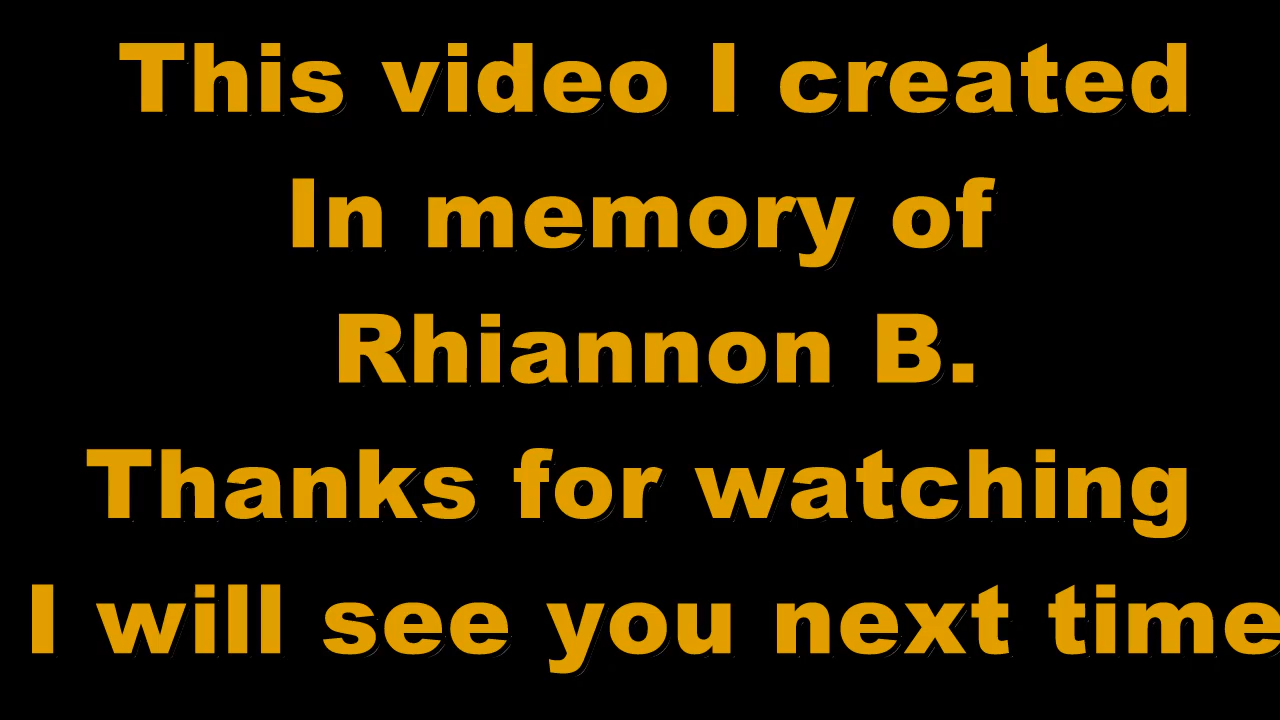 This video I created
In memory of
Rhiannon B.
Thanks for watching
I will see you next time